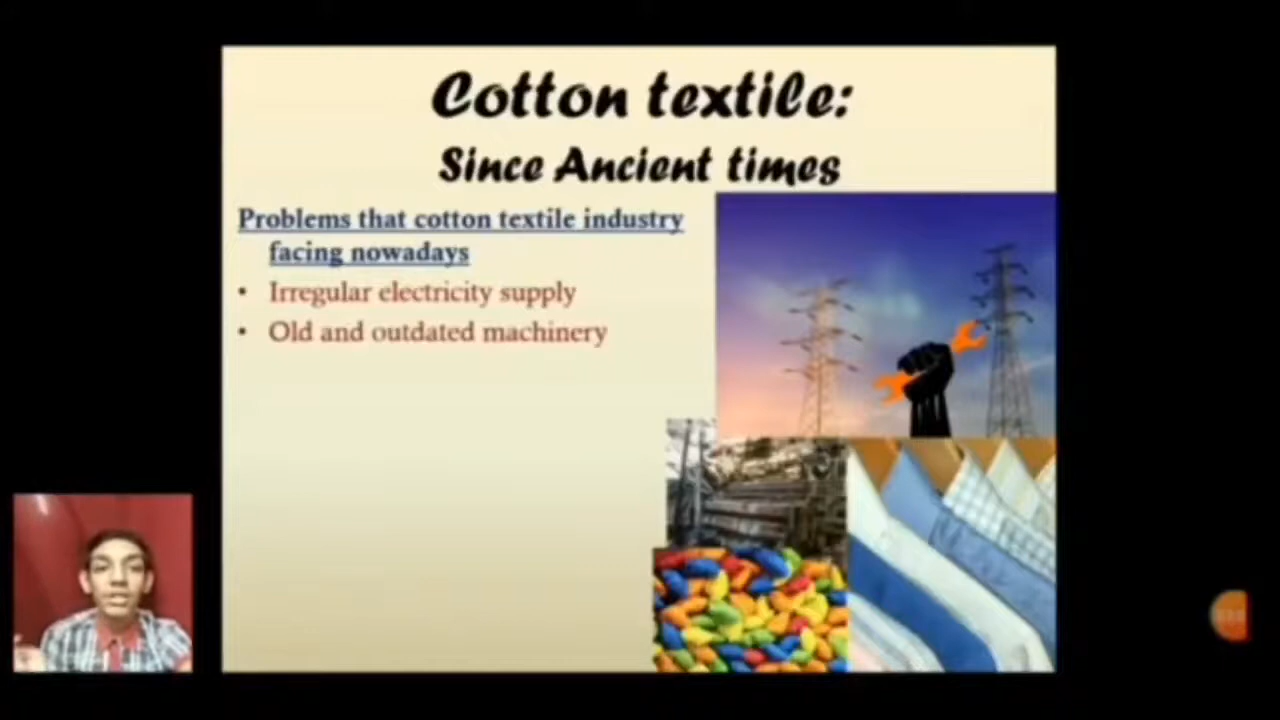 Cotton textile:
Since Ancient times
Problems that cotton textile industry
facing nowadays
• Irregular electricity supply
• Old and outdated machinery